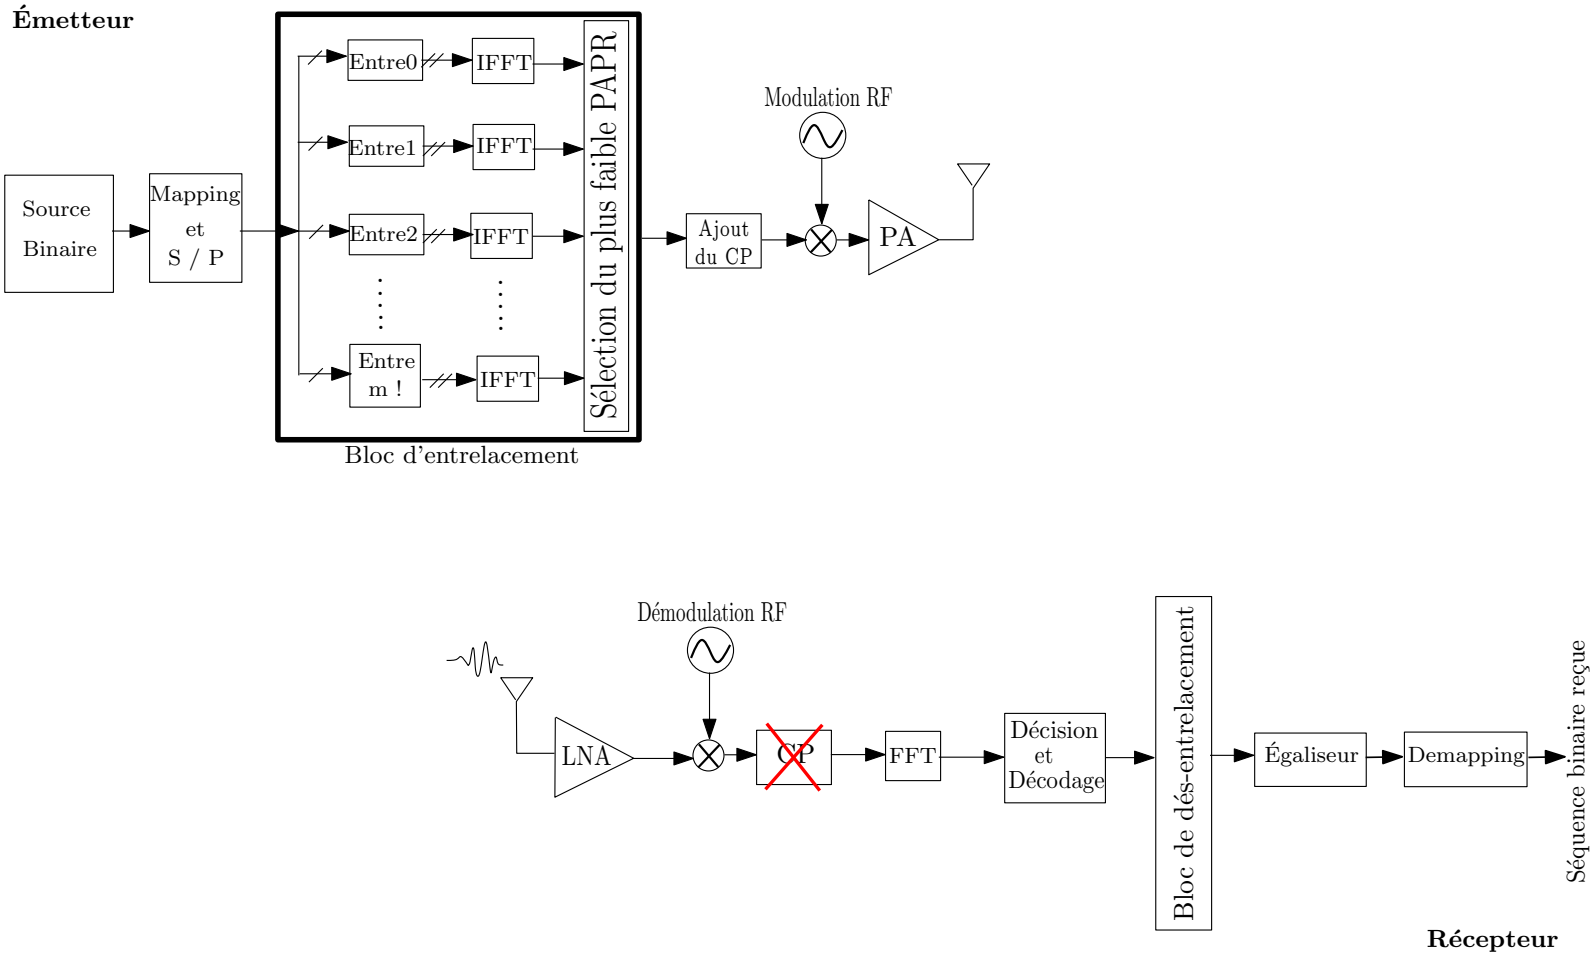 Émetteur
Source
Binaire
Mapping
et
S / P
Entre0
IFFT
Entre1
IFFT
Entre2
IFFT
Entre
m !
IFFT
Sélection du plus faible PAPR
Bloc d'entrelacement
Ajout
du CP
Modulation RF
PA
Démodulation RF
LNA
CP
FFT
Décision
et
Décodage
Bloc de dés-entrelacement
Égaliseur
Demapping
Séquence binaire reçue
Récepteur